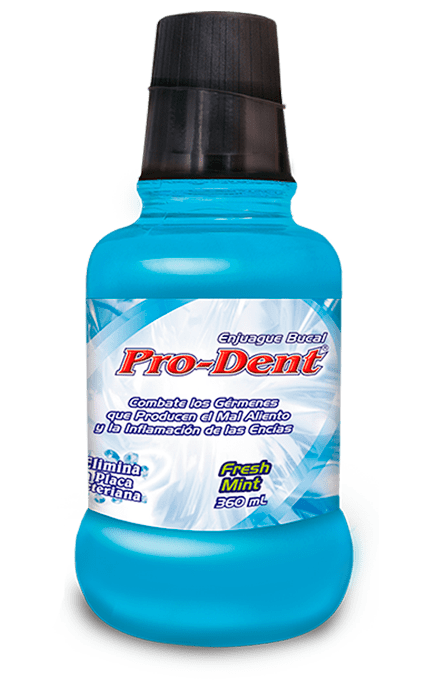 Enjuague Bucal
Pro-Dent®
Combate los Gérmenes
que Producen el Mal Aliento
y la Inflamación de las Encías
Elimina
Placa
Fresh
Mint
360 mL